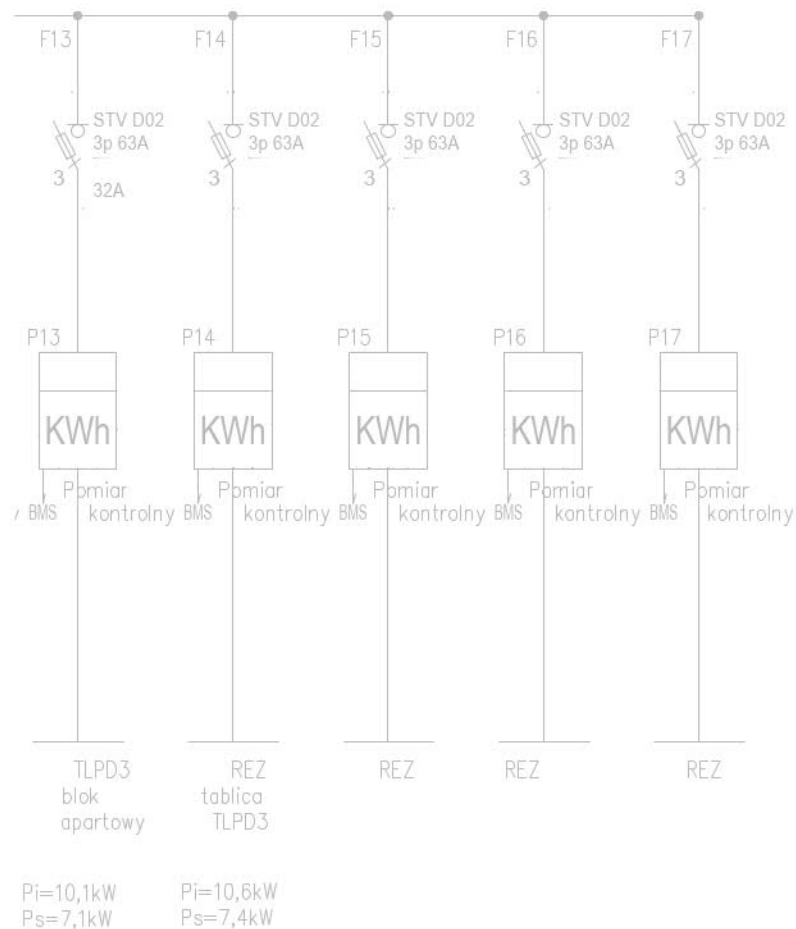 F13 F14 F15 F16 F17
STV D02 STV D02 STV D02 STV D02 STV D02
3p 63A 3p 63A 3p 63A 3p 63A 3p 63A
3 3 3 3 3
32A
P13 P14 P15 P16 P17
KWh KWh KWh KWh KWh
Pomiar Pomiar Pomiar Pomiar Pomiar
BMS kontrolny BMS kontrolny BMS kontrolny BMS kontrolny BMS kontrolny
TLPD3 REZ REZ REZ REZ
blok tablica
apartowy TLPD3
Pi=10,1kW Pi=10,6kW
Ps=7,1kW Ps=7,4kW